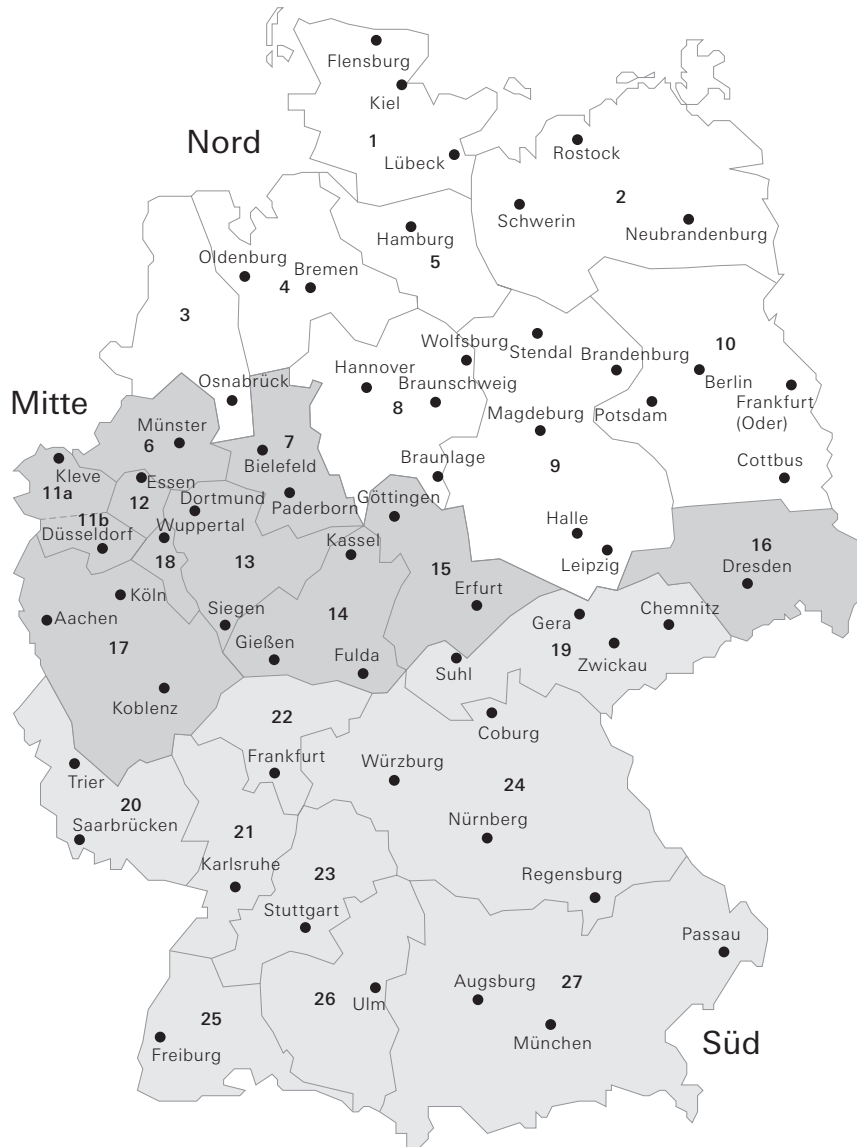 Flensburg
Kiel
Nord
1
Lübeck
Rostock
Schwerin
2
Neubrandenburg
Hamburg
5
Oldenburg
Bremen
4
3
Wolfsburg
Stendal
10
Hannover
Brandenburg
Berlin
Osnabrück
Braunschweig
8
Potsdam
Frankfurt
(Oder)
Mitte
Münster
6
7
Magdeburg
9
Bielefeld
Braunlage
Cottbus
Kleve
11a
Essen
12
Dortmund
Paderborn
Göttingen
11b
Düsseldorf
Wuppertal
Kassel
Halle
Leipzig
18
13
15
16
Dresden
Köln
Aachen
Siegen
14
Erfurt
Gera
Chemnitz
17
Gießen
Fulda
Suhl
19
Zwickau
Koblenz
22
Coburg
Trier
Frankfurt
Würzburg
24
20
Saarbrücken
21
Nürnberg
Karlsruhe
23
Regensburg
Stuttgart
Passau
26
Ulm
Augsburg
27
25
Freiburg
München
Süd